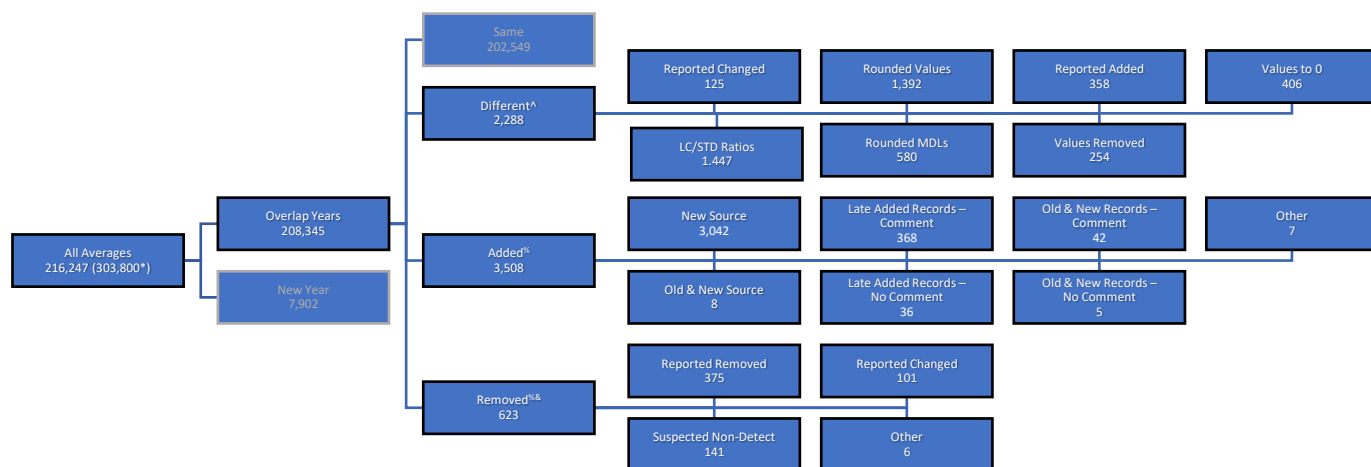 Same
202,549
Reported Changed
125
Rounded Values
1,392
Reported Added
358
Values to 0
406
Different^
2,288
LC/STD Ratios
1.447
Rounded MDLs
580
Values Removed
254
Overlap Years
208,345
New Source
3,042
Late Added Records –
Comment
368
Old & New Records –
Comment
42
Other
7
All Averages
216,247 (303,800*)
Added%
3,508
New Year
7,902
Old & New Source
8
Late Added Records –
No Comment
36
Old & New Records –
No Comment
5
Reported Removed
375
Reported Changed
101
Removed%&
623
Suspected Non-Detect
141
Other
6